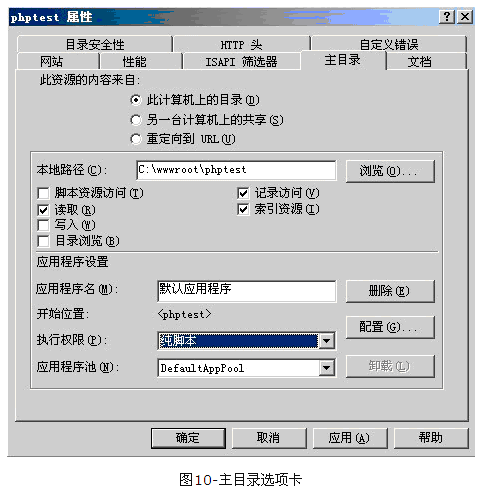 phptest 属性
目录安全性 HTTP 头 自定义错误
网站 性能 ISAPI 筛选器 主目录 文档
此资源的内容来自:
此计算机上的目录(D)
另一台计算机上的共享(S)
重定向到 URL(U)
本地路径(C): C:\wwwroot\phptest 浏览(O)...
脚本资源访问(T) 记录访问(V)
读取(R) 索引资源(I)
写入(W)
目录浏览(B)
应用程序设置
应用程序名(M): 默认应用程序 删除(E)
开始位置: <phptest>
配置(G)...
执行权限(P): 纯脚本
应用程序池(N): DefaultAppPool 卸载(L)
确定 取消 应用(A) 帮助
图10-主目录选项卡